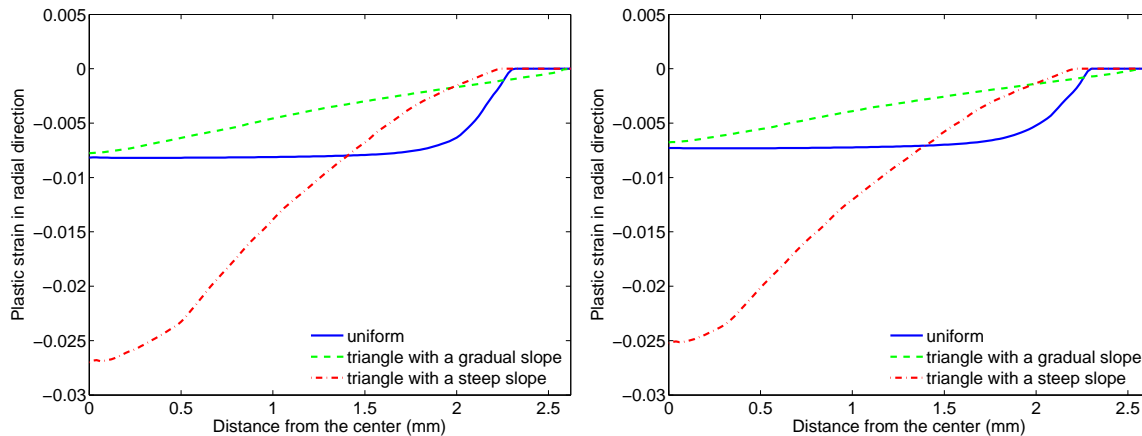 0.005
0
−0.005
−0.01
−0.015
−0.02
−0.025
−0.03
Plastic strain in radial direction
uniform
triangle with a gradual slope
triangle with a steep slope
0 0.5 1 1.5 2 2.5
Distance from the center (mm)
0.005
0
−0.005
−0.01
−0.015
−0.02
−0.025
−0.03
Plastic strain in radial direction
uniform
triangle with a gradual slope
triangle with a steep slope
0 0.5 1 1.5 2 2.5
Distance from the center (mm)